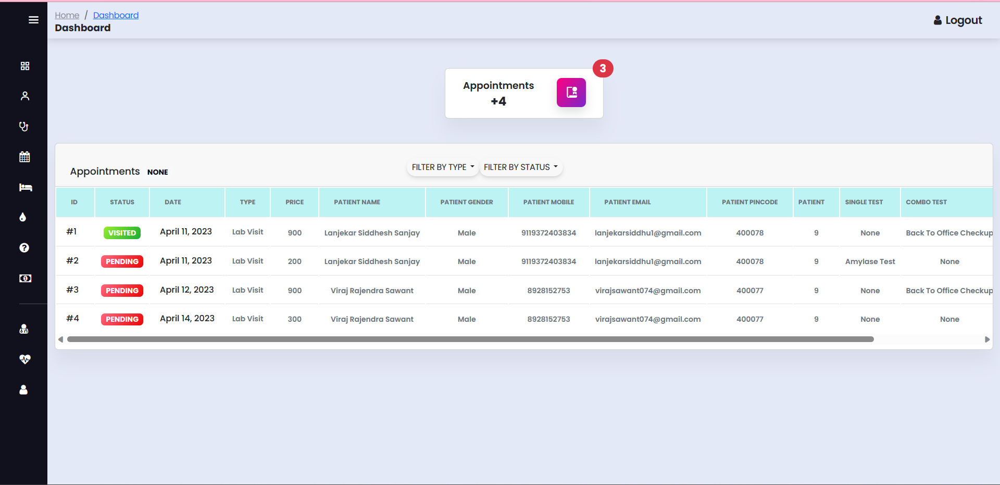 Home / Dashboard
Dashboard
Logout
3
Appointments
+4
Appointments NONE
FILTER BY TYPE FILTER BY STATUS
ID STATUS DATE TYPE PRICE PATIENT NAME PATIENT GENDER PATIENT MOBILE PATIENT EMAIL PATIENT PINCODE PATIENT SINGLE TEST COMBO TEST
#1 VISITED April 11, 2023 Lab Visit 900 Lanjekar Siddhesh Sanjay Male 9119372403834 lanjekarsiddhu1@gmail.com 400078 9 None Back To Office Checkup
#2 PENDING April 11, 2023 Lab Visit 200 Lanjekar Siddhesh Sanjay Male 9119372403834 lanjekarsiddhu1@gmail.com 400078 9 Amylase Test None
#3 PENDING April 12, 2023 Lab Visit 900 Viraj Rajendra Sawant Male 8928152753 virajsawant074@gmail.com 400077 9 None Back To Office Checkup
#4 PENDING April 14, 2023 Lab Visit 300 Viraj Rajendra Sawant Male 8928152753 virajsawant074@gmail.com 400077 9 None None